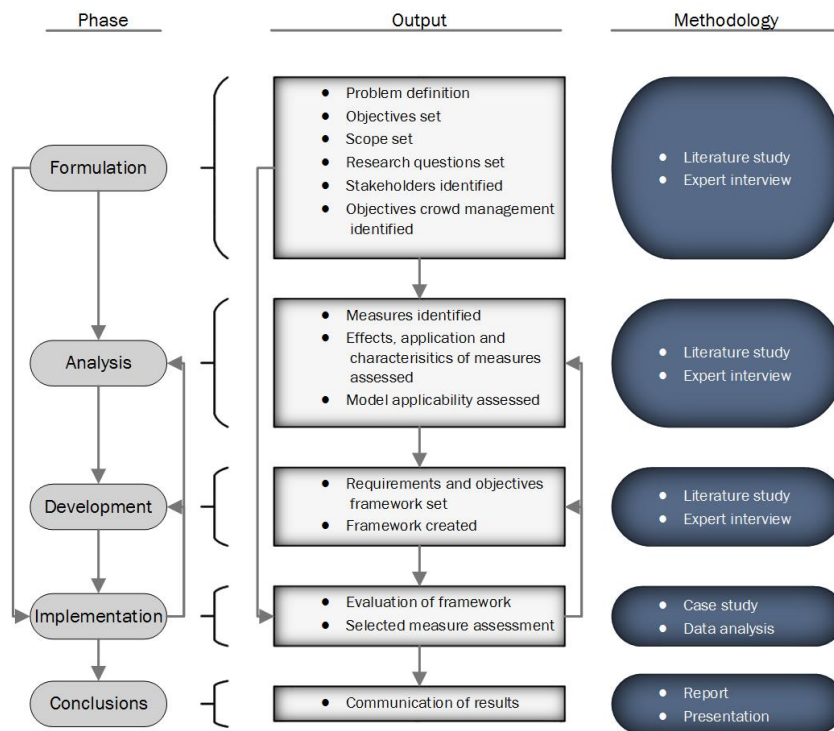 Phase
Output
Methodology
Formulation
● Problem definition
● Objectives set
● Scope set
● Research questions set
● Stakeholders identified
● Objectives crowd management
identified
● Literature study
● Expert interview
Analysis
● Measures identified
● Effects, application and
characterisitics of measures
assessed
● Model applicability assessed
● Literature study
● Expert interview
Development
● Requirements and objectives
framework set
● Framework created
● Literature study
● Expert interview
Implementation
● Evaluation of framework
● Selected measure assessment
● Case study
● Data analysis
Conclusions
● Communication of results
● Report
● Presentation